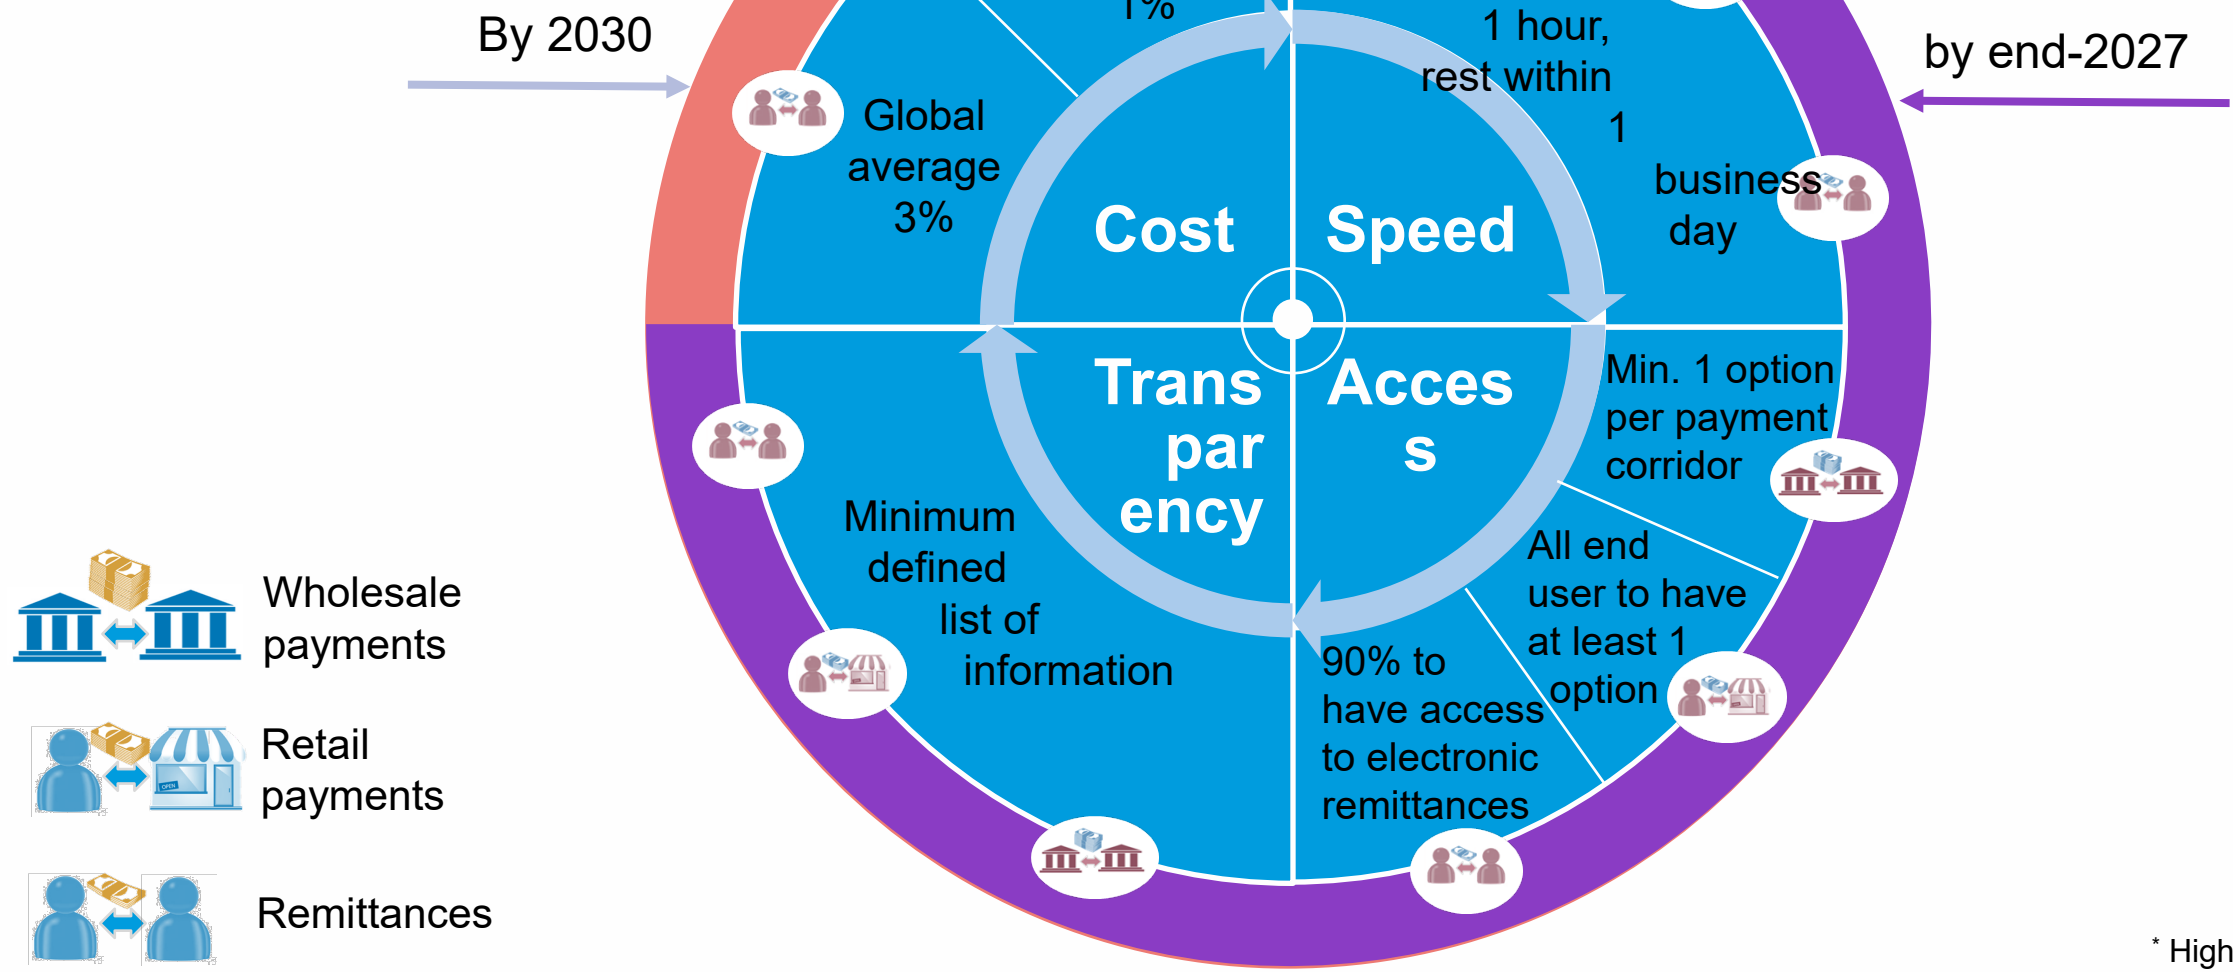 By 2030
1%
1 hour,
rest within
1
business
day
by end-2027
Global
average
3%
Cost
Speed
Trans
par
ency
Acces
s
Min. 1 option
per payment
corridor
All end
user to have
at least 1
option
90% to
have access
to electronic
remittances
Minimum
defined
list of
information
Wholesale
payments
Retail
payments
OPEN
Remittances
* High